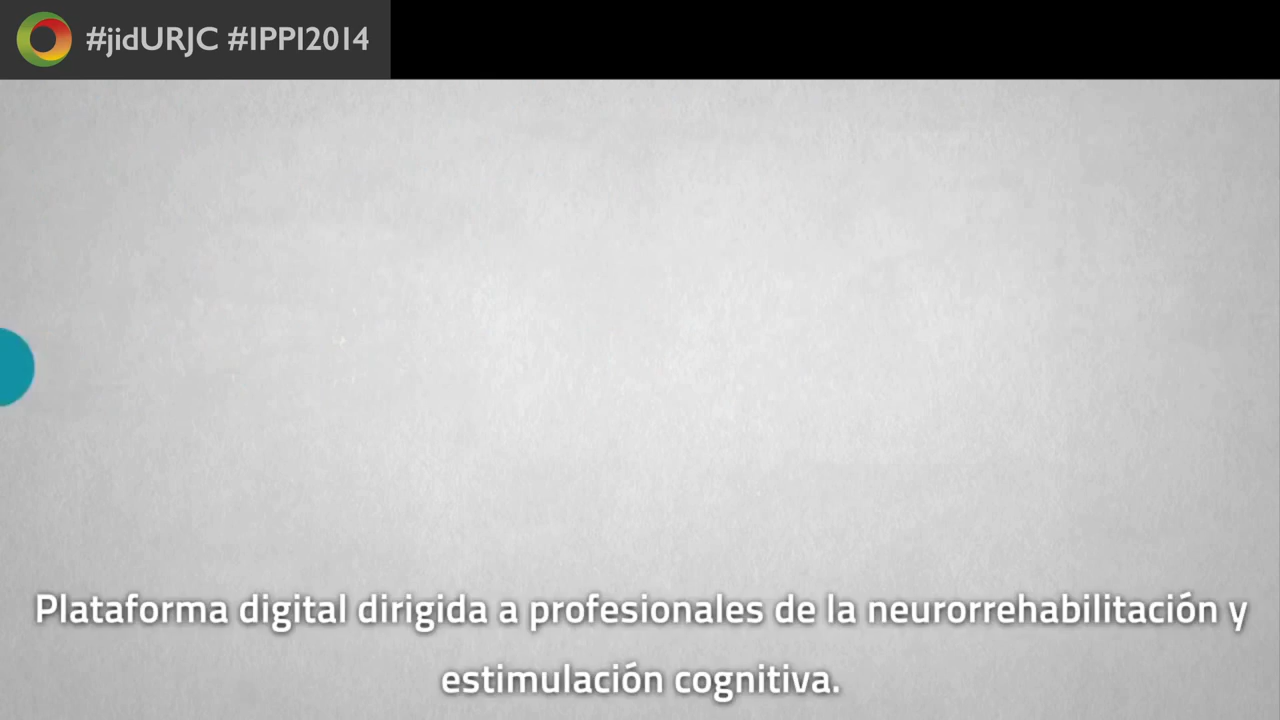 #jidURJC #IPPI2014
Plataforma digital dirigida a profesionales de la neurorrehabilitación y
estimulación cognitiva.